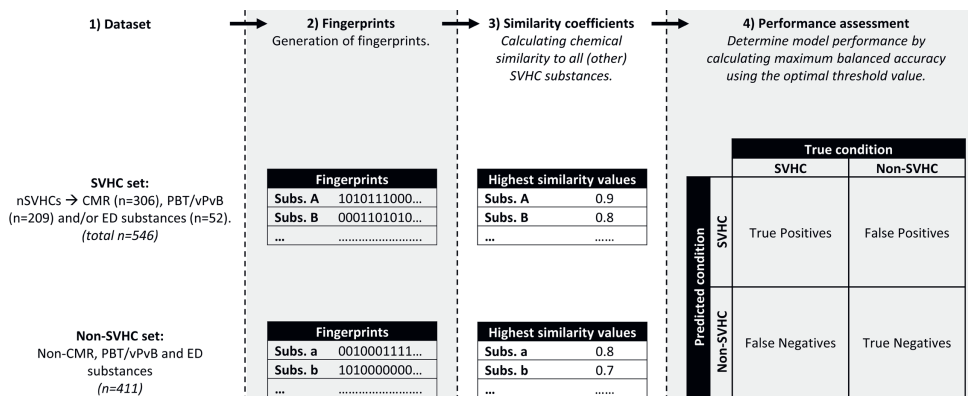 1) Dataset
SVHC set:
nSVHCs → CMR (n=306), PBT/vPvB
(n=209) and/or ED substances (n=52).
(total n=546)
Non-SVHC set:
Non-CMR, PBT/vPvB and ED
substances
(n=411)
2) Fingerprints
Generation of fingerprints.
Fingerprints
Subs. A 1010111000...
Subs. B 0001101010...
... ........................
Fingerprints
Subs. a 0010001111...
Subs. b 1010000000...
... ........................
3) Similarity coefficients
Calculating chemical
similarity to all (other)
SVHC substances.
Highest similarity values
Subs. A 0.9
Subs. B 0.8
... ......
Highest similarity values
Subs. a 0.8
Subs. b 0.7
... ......
4) Performance assessment
Determine model performance by
calculating maximum balanced accuracy
using the optimal threshold value.
True condition
SVHC Non-SVHC
Predicted condition
SVHC
True Positives False Positives
Non-SVHC
False Negatives True Negatives